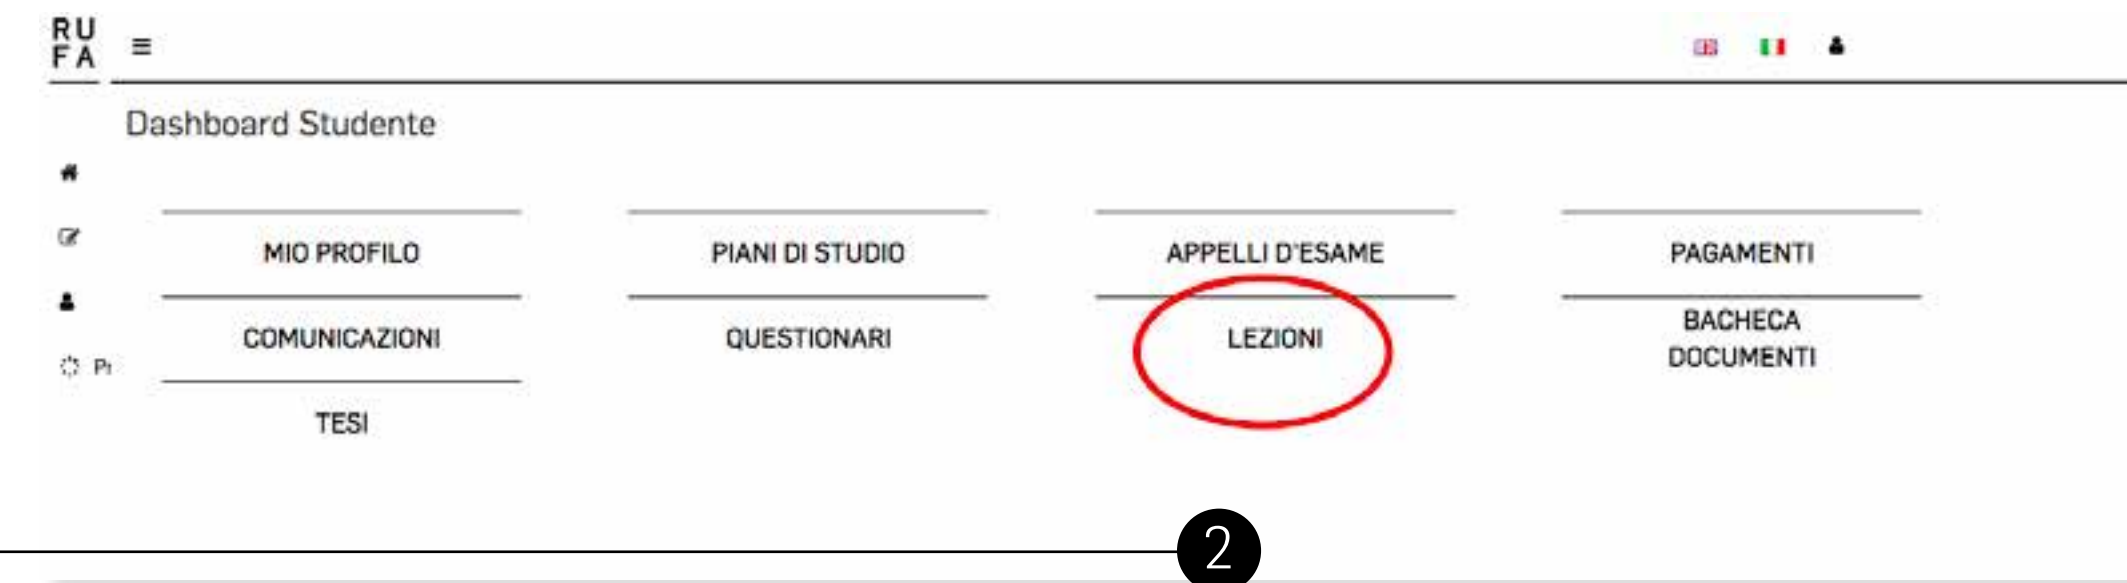 RU
FA
Dashboard Studente
MIO PROFILO
PIANI DI STUDIO
APPELLI D'ESAME
PAGAMENTI
COMUNICAZIONI
QUESTIONARI
LEZIONI
BACHECA
DOCUMENTI
TESI
2